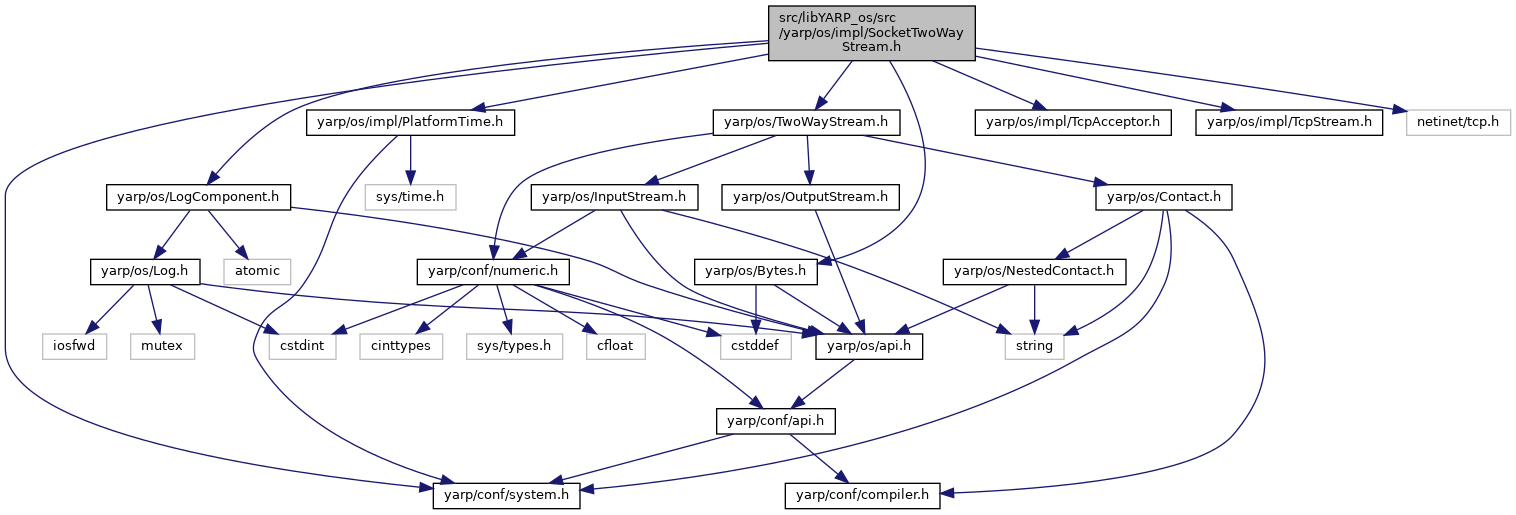 src/libYARP_os/src
/yarp/os/impl/SocketTwoWay
Stream.h
yarp/os/impl/PlatformTime.h
yarp/os/TwoWayStream.h
yarp/os/impl/TcpAcceptor.h
yarp/os/impl/TcpStream.h
netinet/tcp.h
yarp/os/LogComponent.h
sys/time.h
yarp/os/InputStream.h
yarp/os/OutputStream.h
yarp/os/Contact.h
yarp/os/Log.h
atomic
yarp/conf/numeric.h
yarp/os/Bytes.h
yarp/os/NestedContact.h
iosfwd
mutex
cstdint
cinttypes
sys/types.h
cfloat
cstddef
yarp/os/api.h
string
yarp/conf/api.h
yarp/conf/system.h
yarp/conf/compiler.h